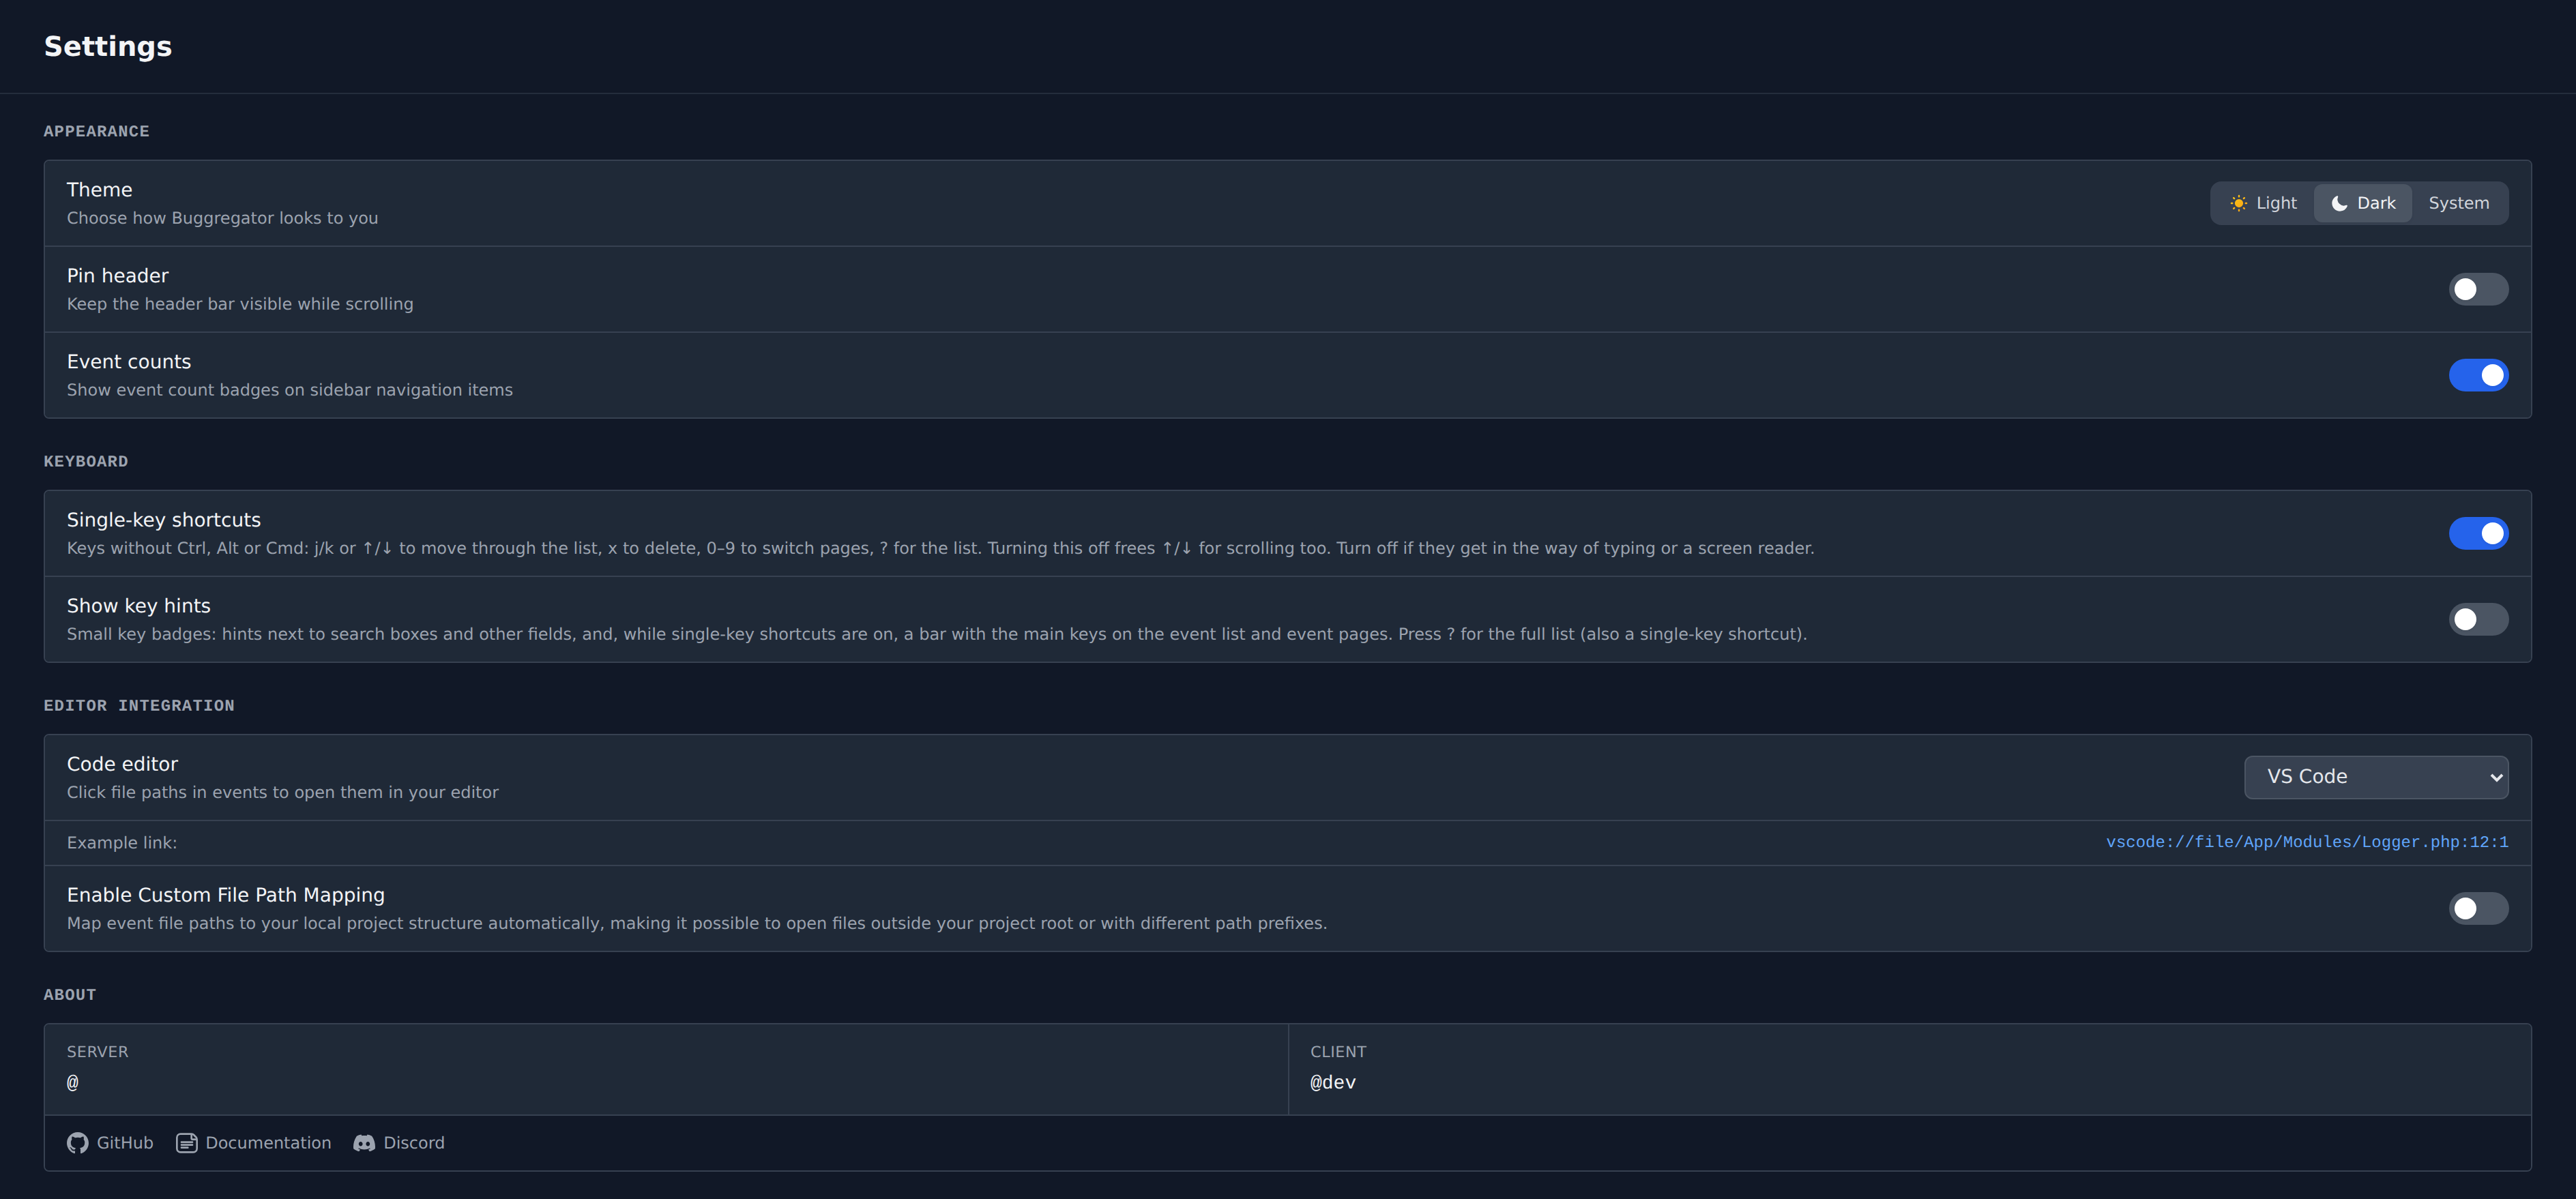 Settings
APPEARANCE
Theme
Choose how Buggregator looks to you
Light
Dark
System
Pin header
Keep the header bar visible while scrolling
Event counts
Show event count badges on sidebar navigation items
KEYBOARD
Single-key shortcuts
Keys without Ctrl, Alt or Cmd: j/k or ↑/↓ to move through the list, x to delete, 0–9 to switch pages, ? for the list. Turning this off frees ↑/↓ for scrolling too. Turn off if they get in the way of typing or a screen reader.
Show key hints
Small key badges: hints next to search boxes and other fields, and, while single-key shortcuts are on, a bar with the main keys on the event list and event pages. Press ? for the full list (also a single-key shortcut).
EDITOR INTEGRATION
Code editor
Click file paths in events to open them in your editor
VS Code
Example link:
vscode://file/App/Modules/Logger.php:12:1
Enable Custom File Path Mapping
Map event file paths to your local project structure automatically, making it possible to open files outside your project root or with different path prefixes.
ABOUT
SERVER
@
CLIENT
@dev
GitHub
Documentation
Discord